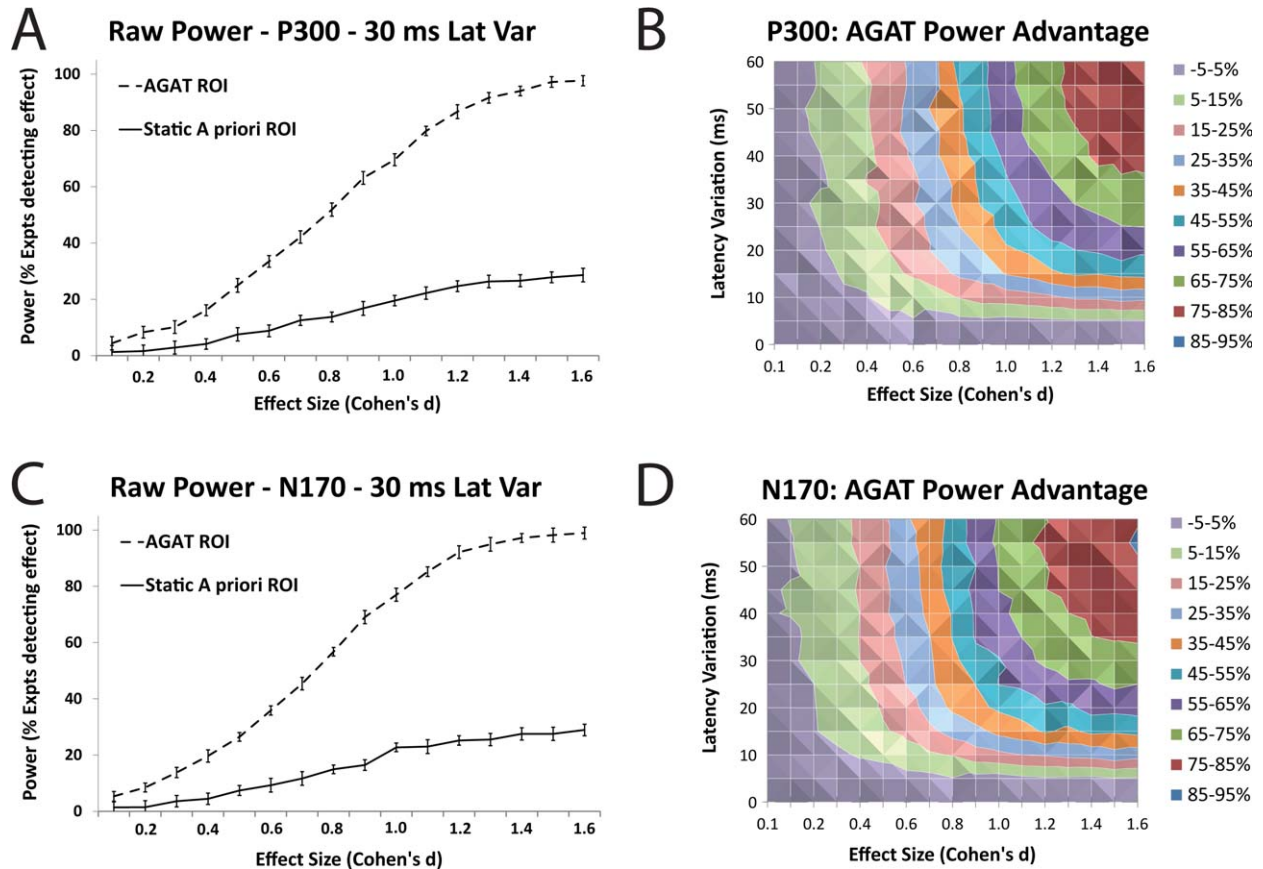 A
Raw Power - P300 - 30 ms Lat Var
Power (% Expts detecting effect)
100
80
60
40
20
0
AGAT ROI
Static A priori ROI
0.2 0.4 0.6 0.8 1.0 1.2 1.4 1.6
Effect Size (Cohen's d)
B
P300: AGAT Power Advantage
Latency Variation (ms)
60
50
40
30
20
10
0
0.1 0.2 0.4 0.6 0.8 1.0 1.2 1.4 1.6
Effect Size (Cohen's d)
-5-5%
5-15%
15-25%
25-35%
35-45%
45-55%
55-65%
65-75%
75-85%
85-95%
C
Raw Power - N170 - 30 ms Lat Var
Power (% Expts detecting effect)
100
80
60
40
20
0
AGAT ROI
Static A priori ROI
0.2 0.4 0.6 0.8 1.0 1.2 1.4 1.6
Effect Size (Cohen's d)
D
N170: AGAT Power Advantage
Latency Variation (ms)
60
50
40
30
20
10
0
0.1 0.2 0.4 0.6 0.8 1.0 1.2 1.4 1.6
Effect Size (Cohen's d)
-5-5%
5-15%
15-25%
25-35%
35-45%
45-55%
55-65%
65-75%
75-85%
85-95%